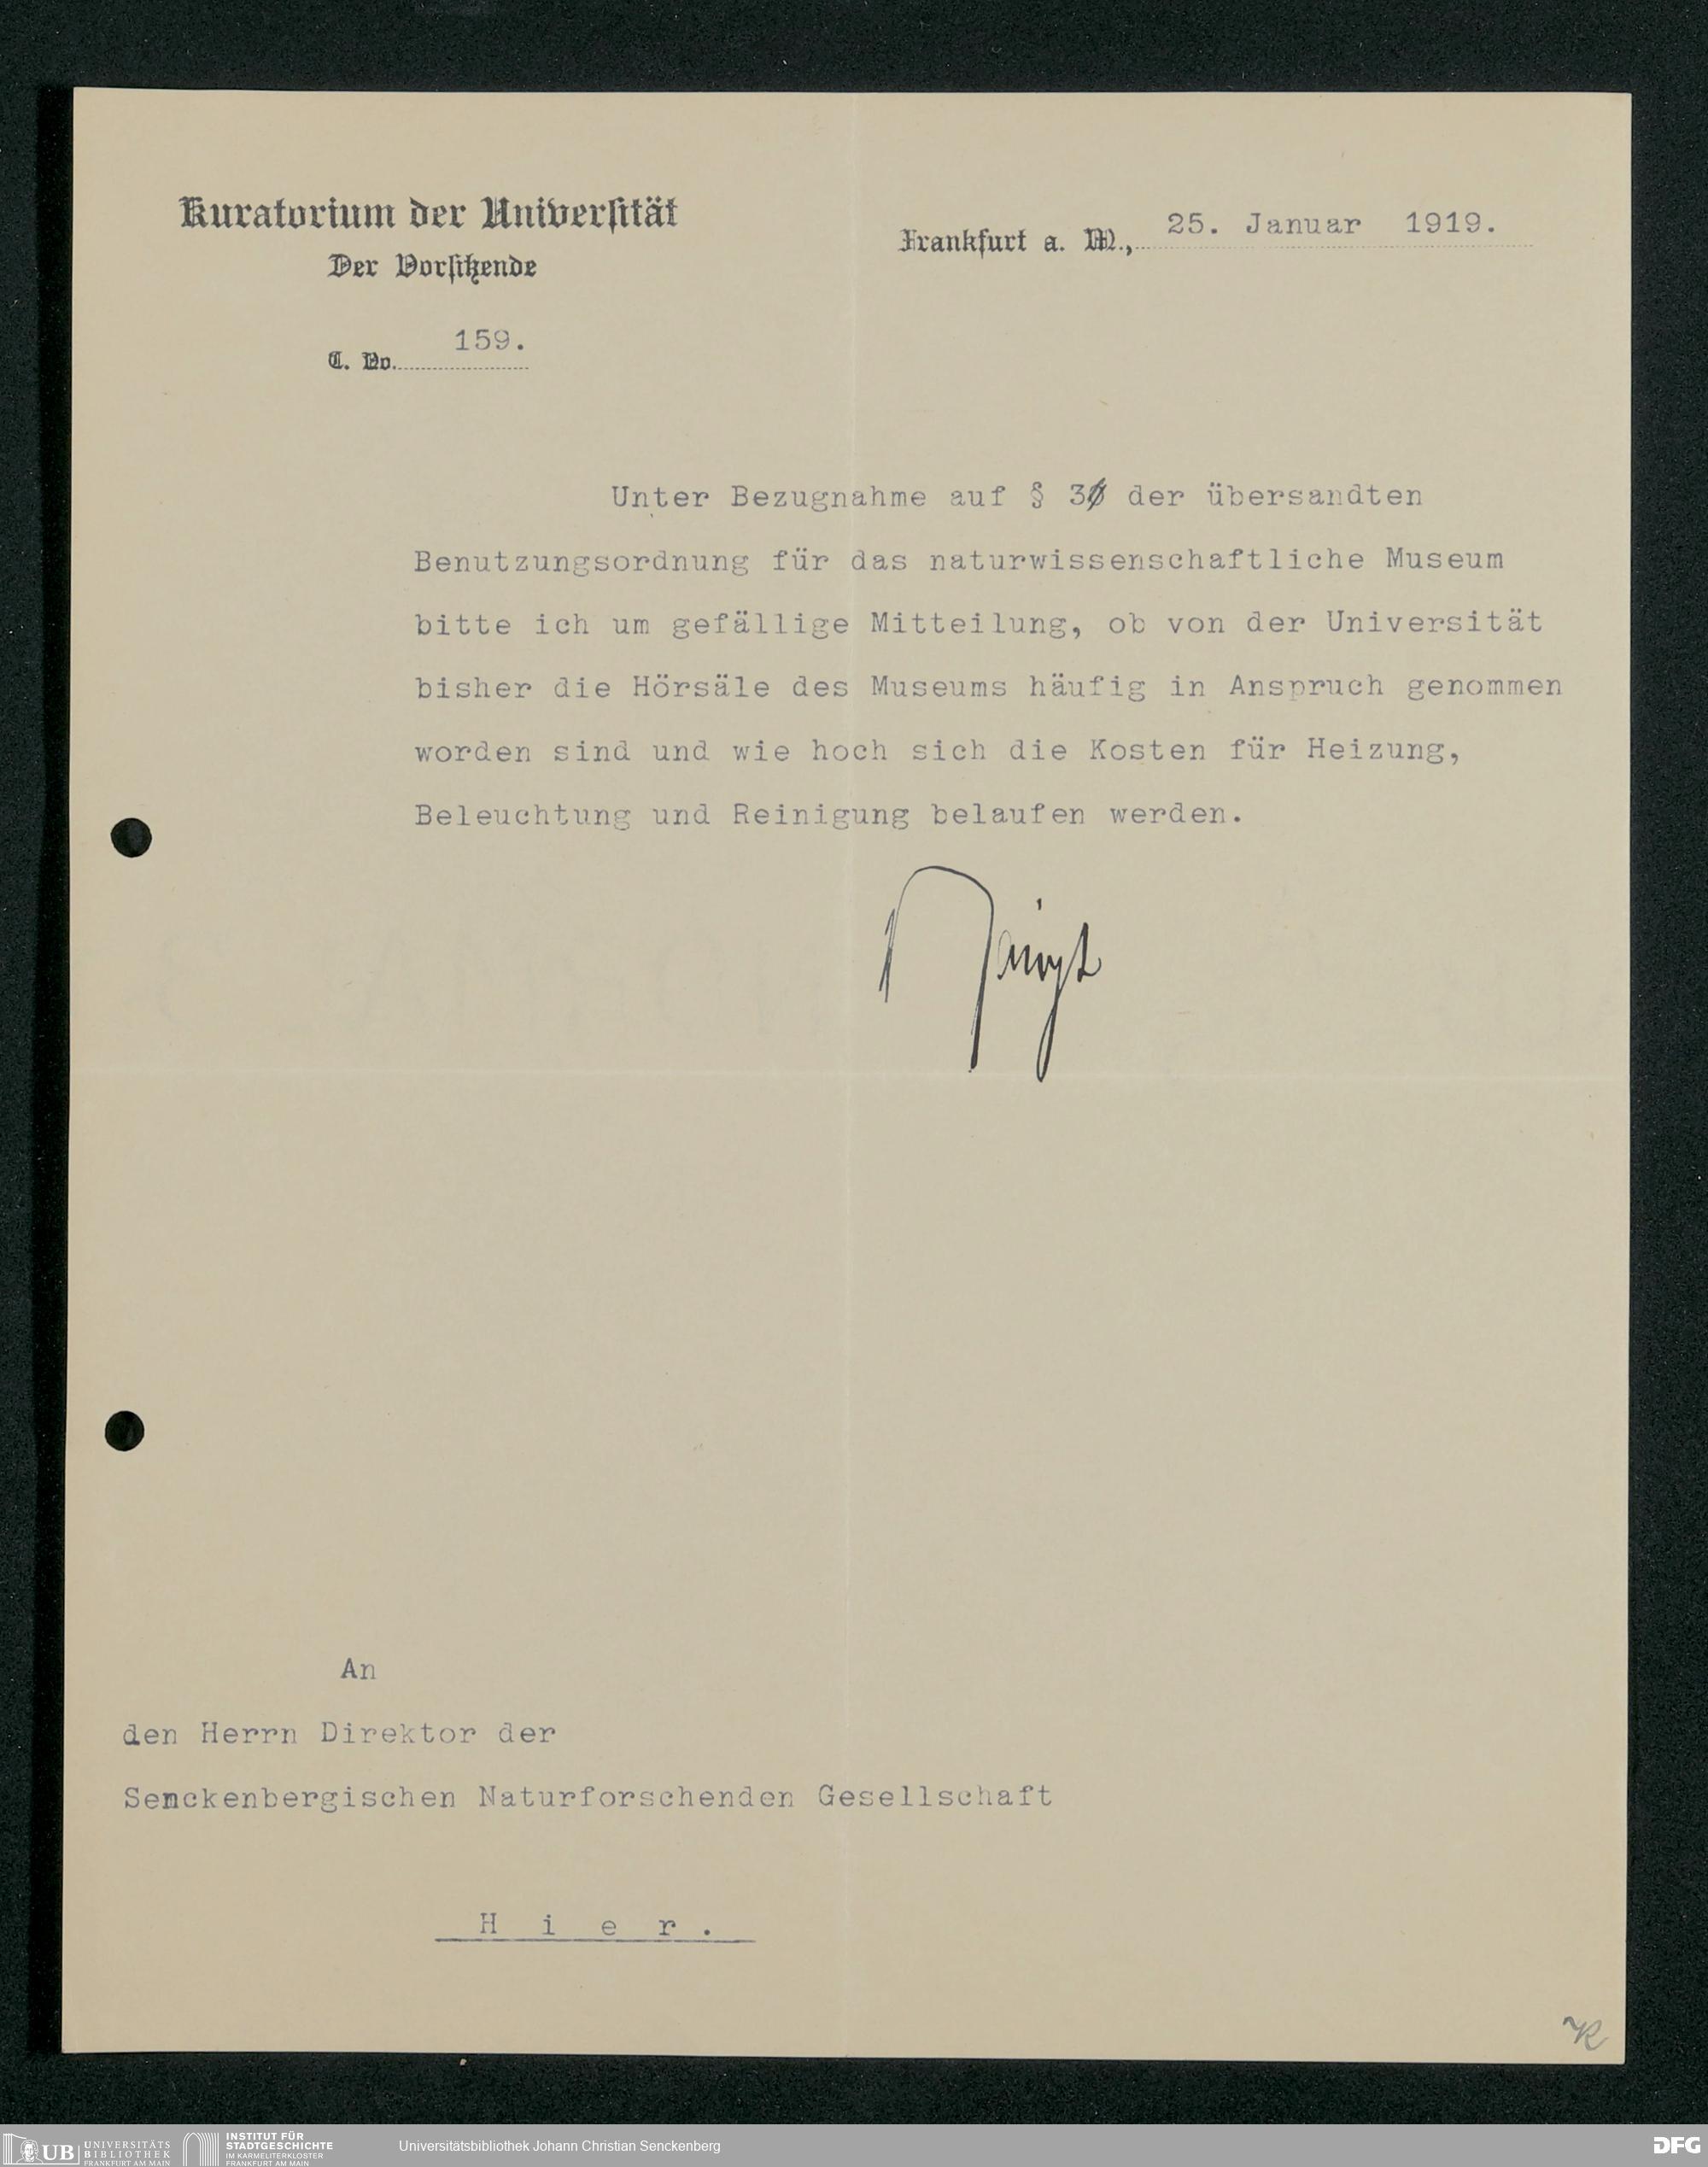 Kuratorium der Universität
Der Vorsitzende
Frankfurt a. M., 25. Januar 1919.
C. No. 159.
Unter Bezugnahme auf § 3 der übersandten
Benutzungsordnung für das naturwissenschaftliche Museum
bitte ich um gefällige Mitteilung, ob von der Universität
bisher die Hörsäle des Museums häufig in Anspruch genommen
worden sind und wie hoch sich die Kosten für Heizung,
Beleuchtung und Reinigung belaufen werden.
An
den Herrn Direktor der
Senckenbergischen Naturforschenden Gesellschaft
Hier.
UB UNIVERSITÄTS
BIBLIOTHEK
FRANKFURT AM MAIN
INSTITUT FÜR
STADTGESCHICHTE
IM KARMELITERKLOSTER
FRANKFURT AM MAIN
Universitätsbibliothek Johann Christian Senckenberg
DFG